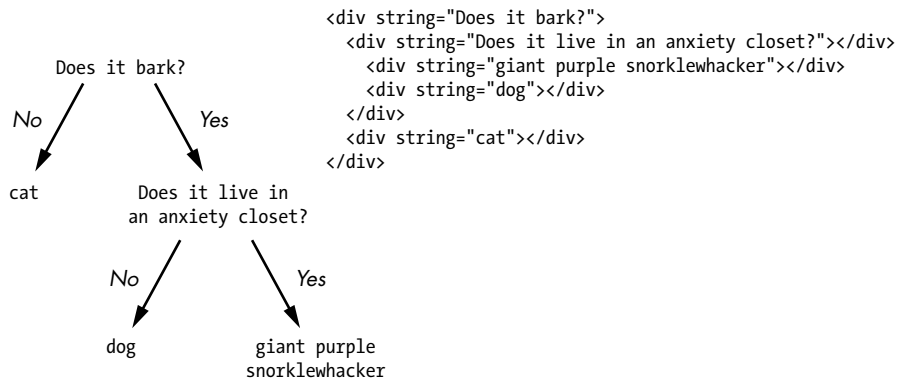 Does it bark?
No
Yes
cat
Does it live in
an anxiety closet?
No
Yes
dog
giant purple
snorklewhacker
<div string="Does it bark?">
  <div string="Does it live in an anxiety closet?"></div>
    <div string="giant purple snorklewhacker"></div>
    <div string="dog"></div>
  </div>
  <div string="cat"></div>
</div>